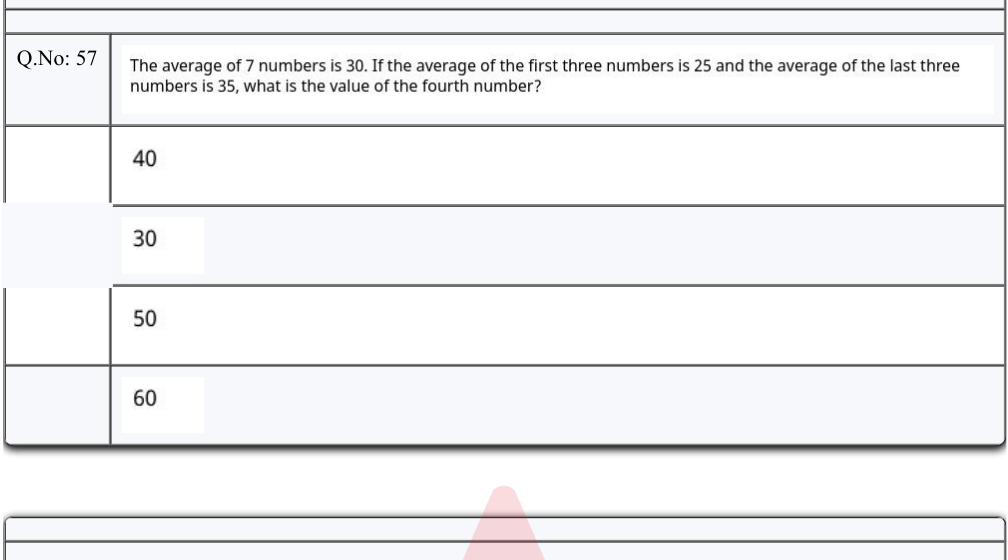 Q.No: 57
The average of 7 numbers is 30. If the average of the first three numbers is 25 and the average of the last three
numbers is 35, what is the value of the fourth number?
40
30
50
60